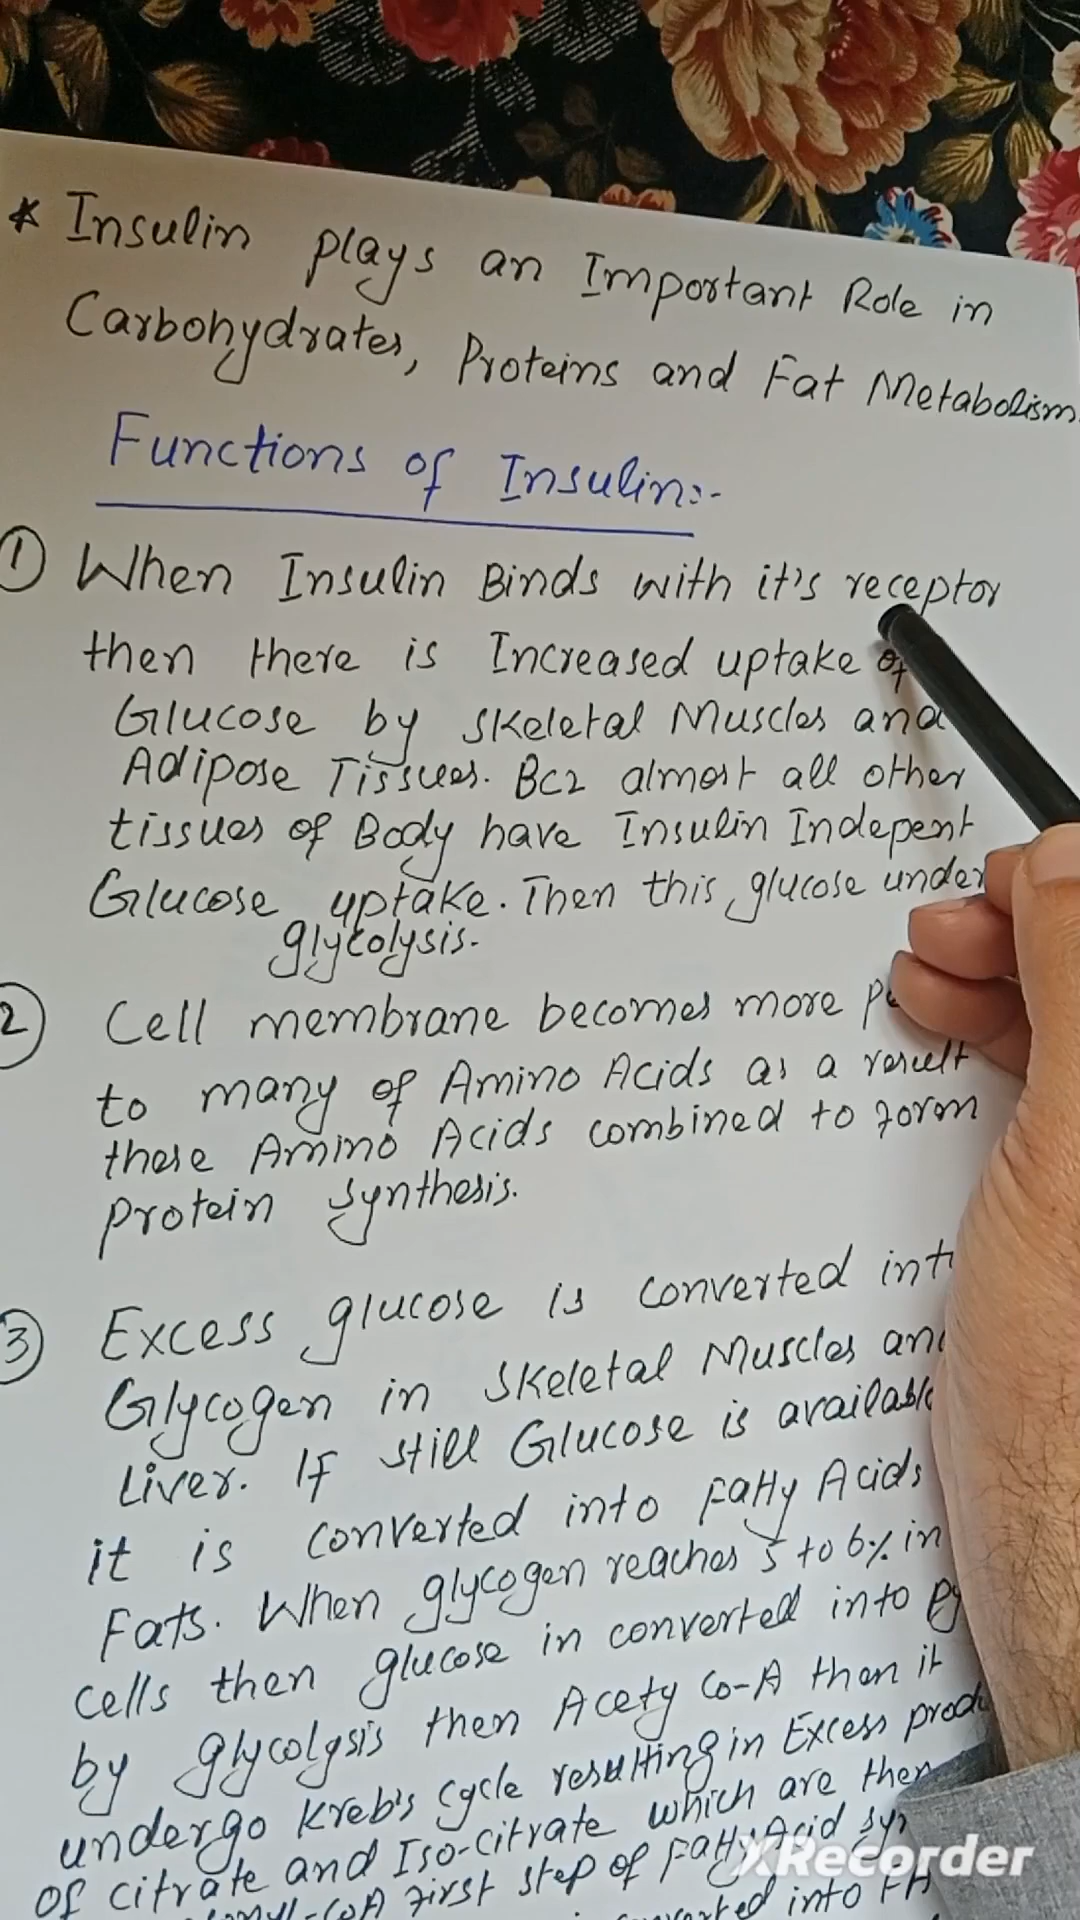 * Insulin plays an Important Role in
Carbohydrates, Proteins and Fat Metabolism.
Functions of Insulin:-
① When Insulin Binds with it's receptor
then there is Increased uptake of
Glucose by Skeletal Muscles and
Adipose Tissues. Bcz almost all other
tissues of Body have Insulin Indepent
Glucose uptake. Then this glucose under
glycolysis.
② Cell membrane becomes more
to many of Amino Acids as a result
these Amino Acids combined to form
protein synthesis.
③ Excess glucose is converted int
Glycogen in Skeletal Muscles an
Liver. If still Glucose is availabl
it is converted into Fatty Acids
Fats. When glycogen reaches 5 to 6% in
cells then glucose in converted into py
by glycolysis then Acety Co-A then it
undergo Kreb's cycle resulting in Excess produ
of citrate and Iso-citrate which are then
first step of Fatty Acid syn
into
XRecorder